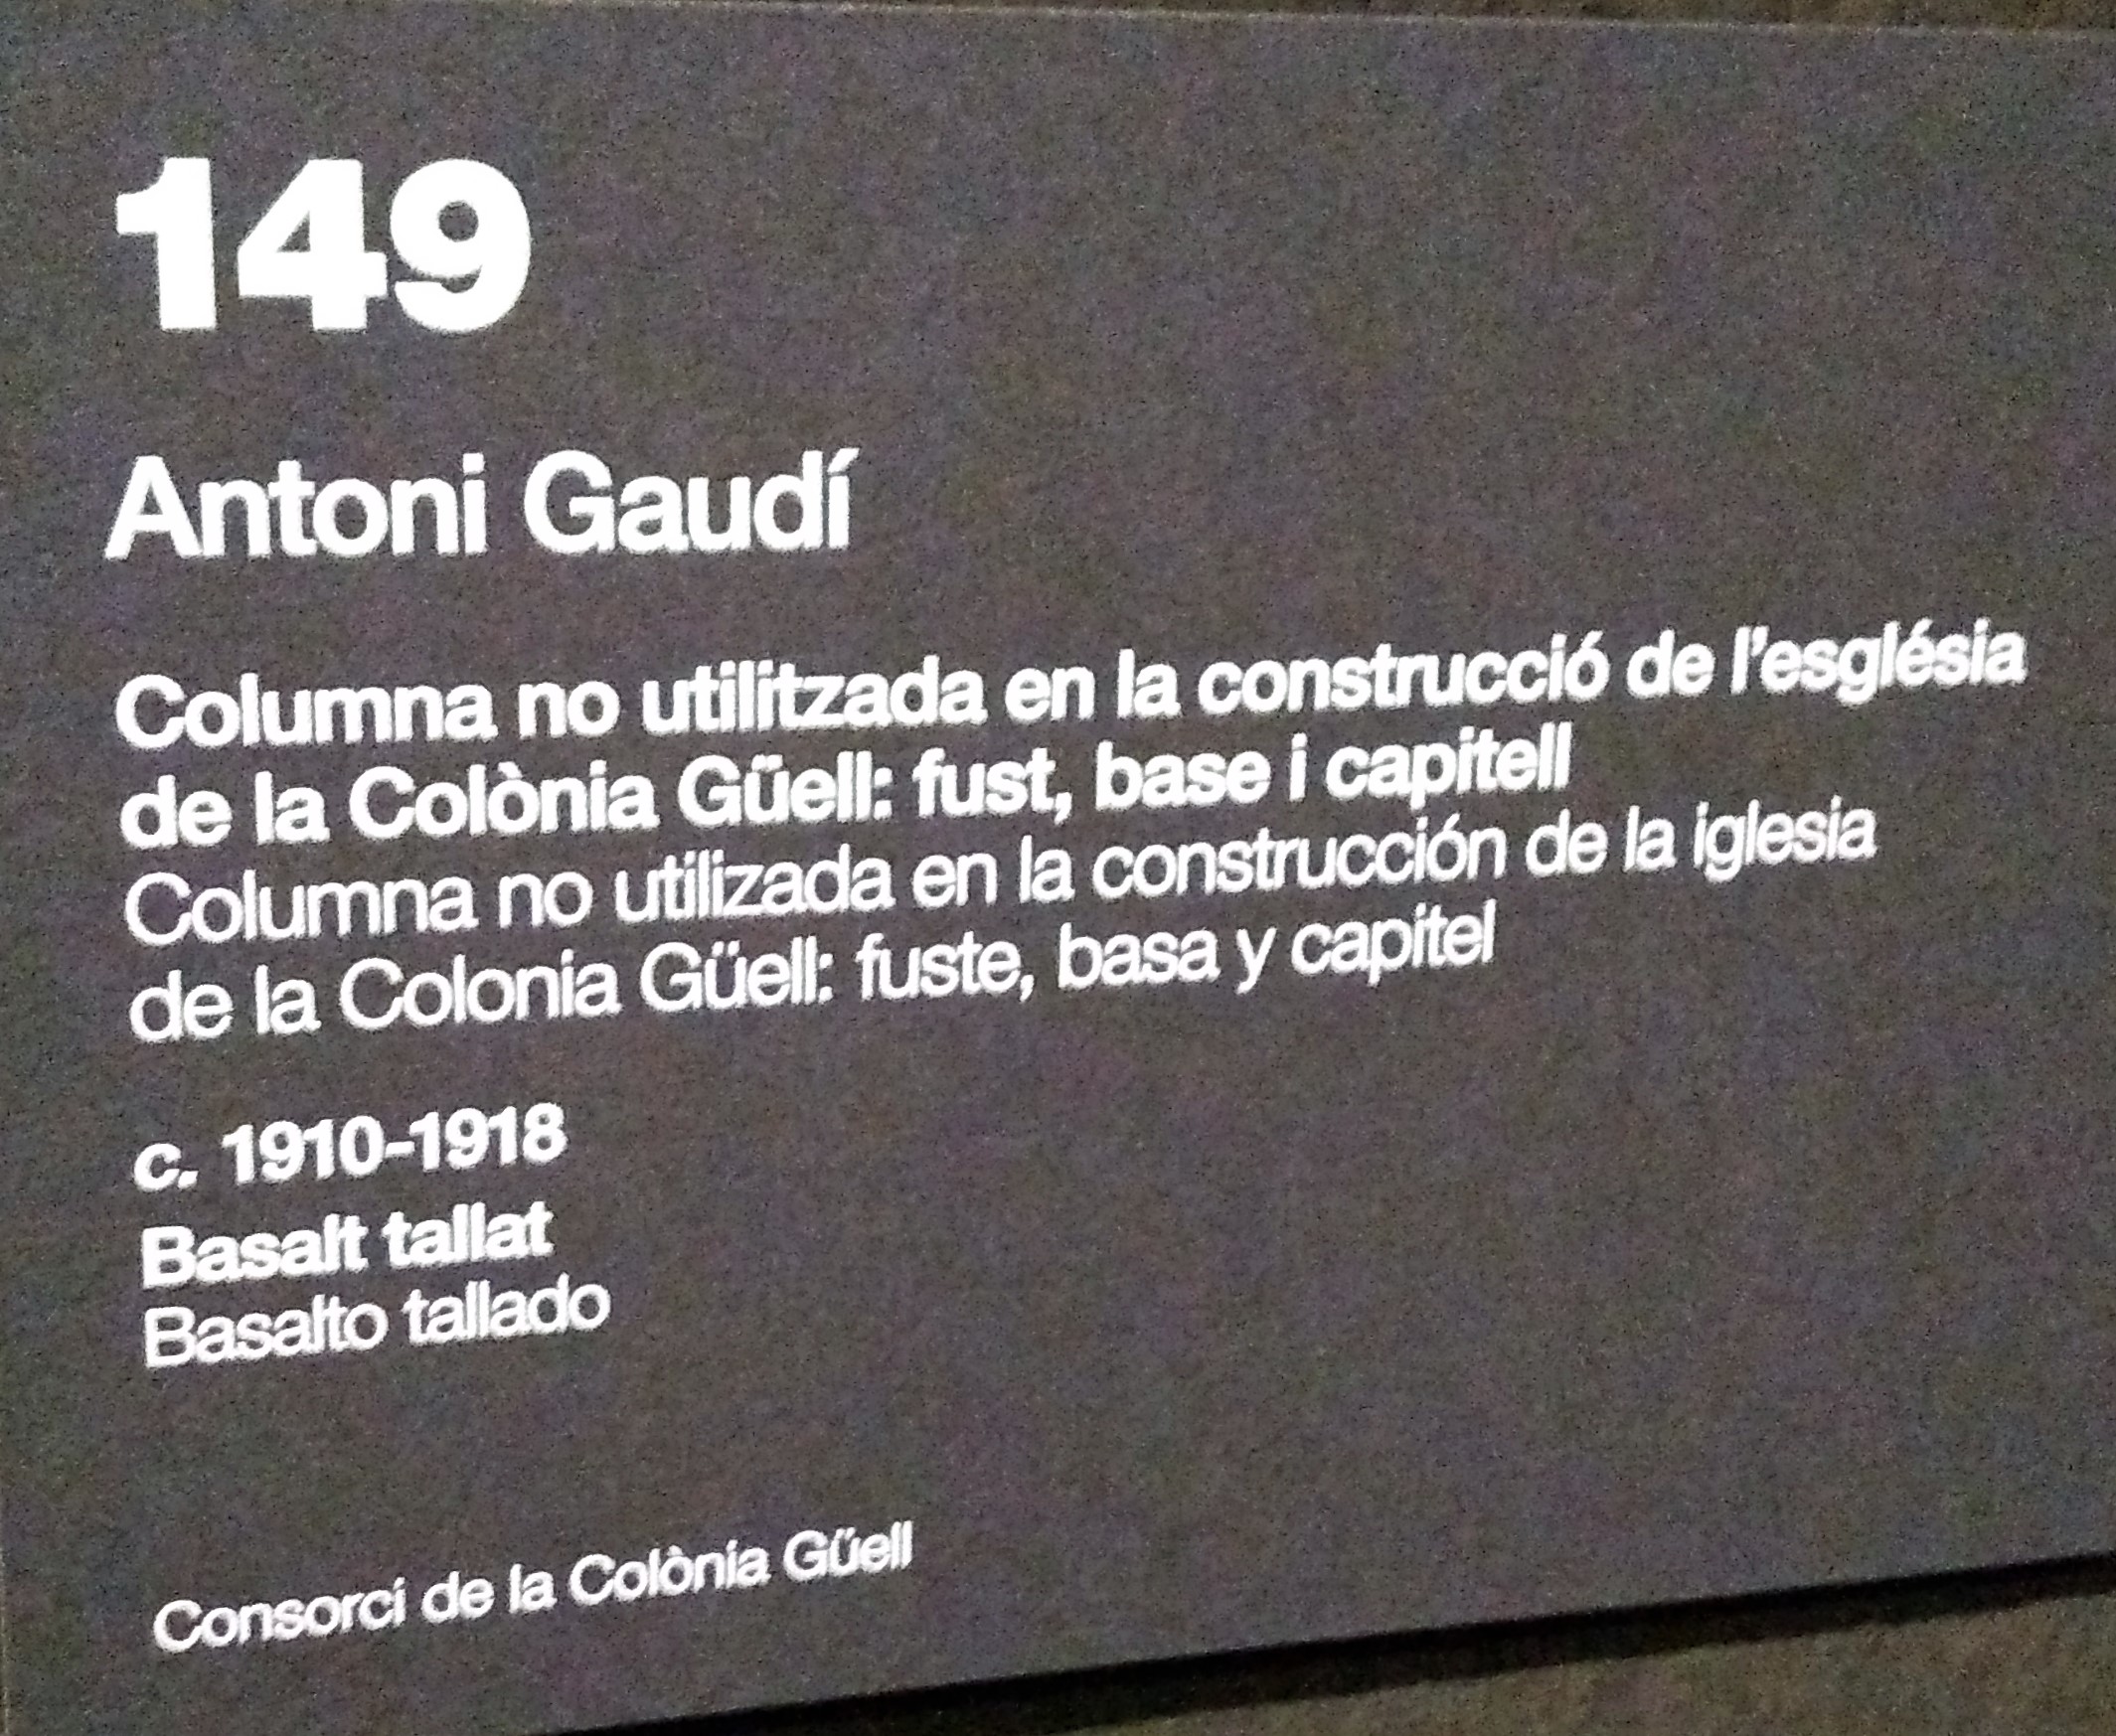 149
Antoni Gaudí
Columna no utilitzada en la construcció de l'església
de la Colònia Güell: fust, base i capitell
Columna no utilizada en la construcción de la iglesia
de la Colonia Güell: fuste, basa y capitel
c. 1910-1918
Basalt tallat
Basalto tallado
Consorci de la Colònia Güell